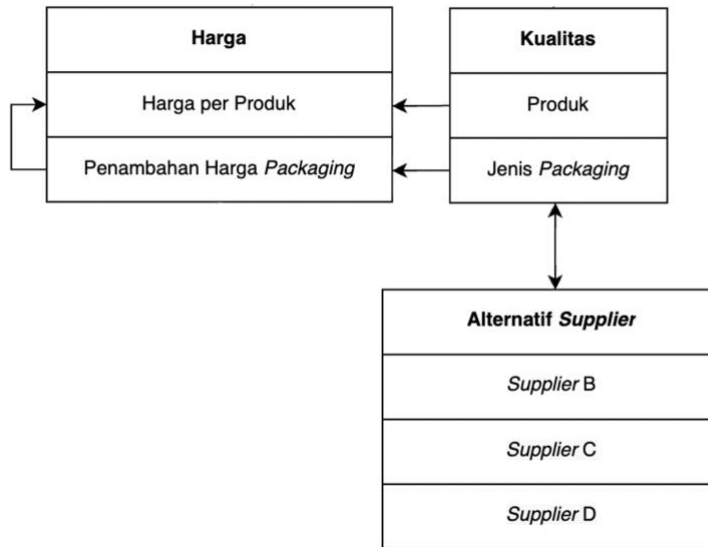 Harga
Harga per Produk
Penambahan Harga Packaging
Kualitas
Produk
Jenis Packaging
Alternatif Supplier
Supplier B
Supplier C
Supplier D